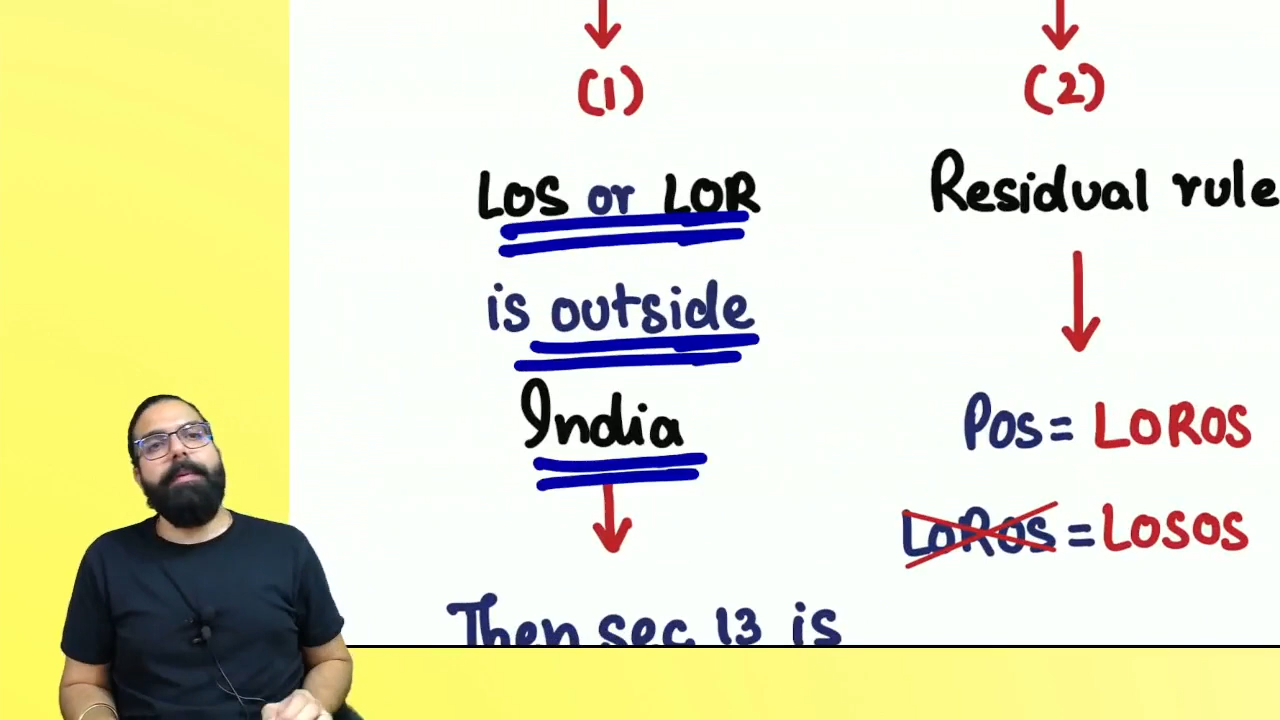 (1)
LOS or LOR
is outside
India
Then sec 13 is
(2)
Residual rule
POS = LOROS
LOROS = LOSOS